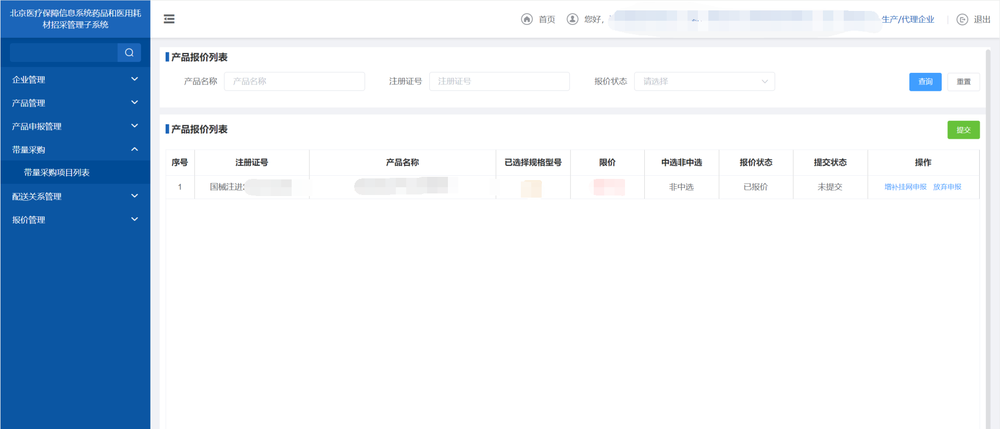 北京医疗保障信息系统药品和医用耗
材招采管理子系统
首页 您好, 生产/代理企业 退出
企业管理
产品管理
产品申报管理
带量采购
带量采购项目列表
配送关系管理
报价管理
产品报价列表
产品名称 产品名称 注册证号 注册证号 报价状态 请选择 查询 重置
产品报价列表 提交
序号 注册证号 产品名称 已选择规格型号 限价 中选非中选 报价状态 提交状态 操作
1 国械注进 非中选 已报价 未提交 增补挂网申报 放弃申报